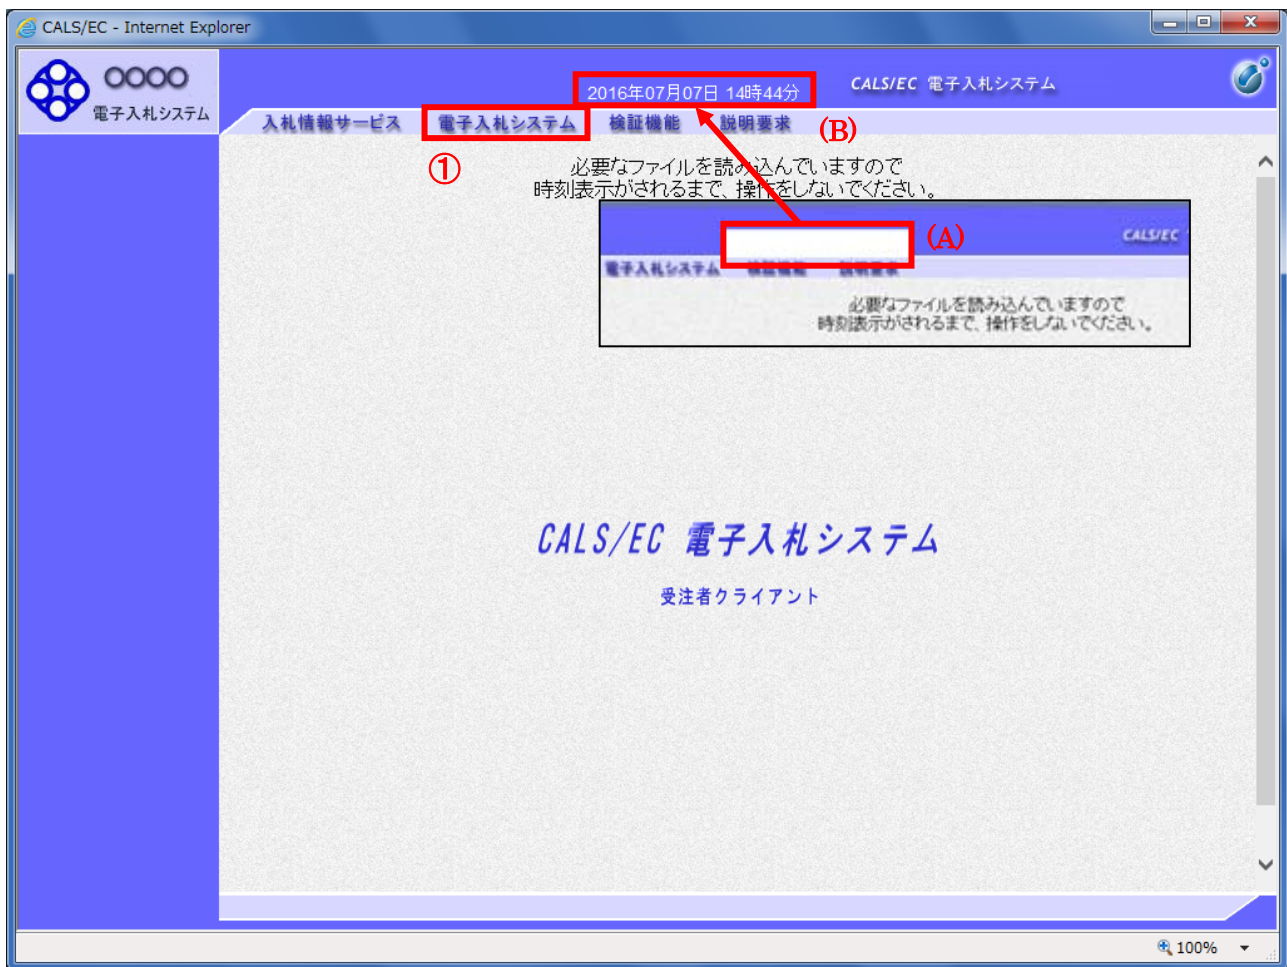 CALS/EC - Internet Explorer
○○○○
電子入札システム
2016年07月07日 14時44分
CALS/EC 電子入札システム
入札情報サービス 電子入札システム 検証機能 説明要求
(B)
①
必要なファイルを読み込んでいますので
時刻表示がされるまで、操作をしないでください。
(A)
CALS/EC
電子入札システム 検証機能 説明要求
必要なファイルを読み込んでいますので
時刻表示がされるまで、操作をしないでください。
CALS/EC 電子入札システム
受注者クライアント
100%